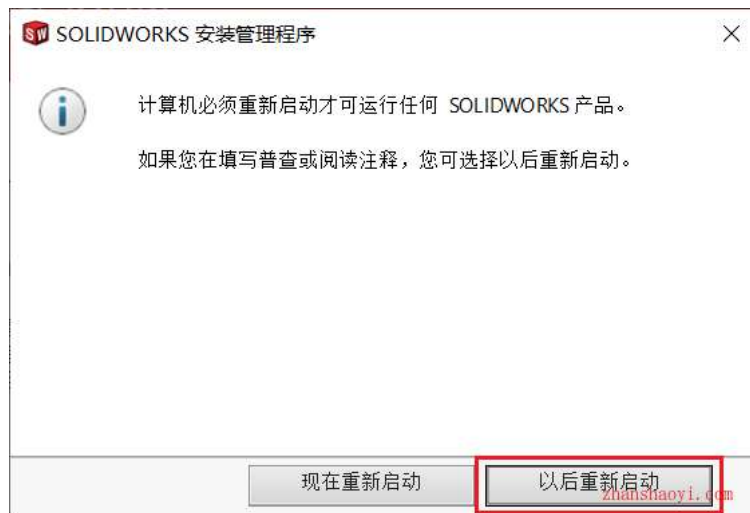 SW SOLIDWORKS 安装管理程序
计算机必须重新启动才可运行任何 SOLIDWORKS 产品。
如果您在填写普查或阅读注释，您可选择以后重新启动。
现在重新启动
以后重新启动
zhanshaoyi.com